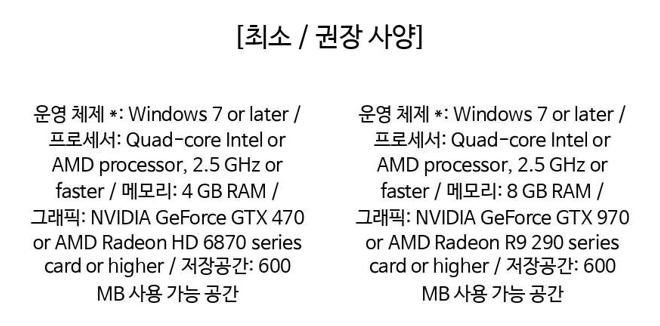 [최소 / 권장 사양]
운영 체제 *: Windows 7 or later /
프로세서: Quad-core Intel or
AMD processor, 2.5 GHz or
faster / 메모리: 4 GB RAM /
그래픽: NVIDIA GeForce GTX 470
or AMD Radeon HD 6870 series
card or higher / 저장공간: 600
MB 사용 가능 공간
운영 체제 *: Windows 7 or later /
프로세서: Quad-core Intel or
AMD processor, 2.5 GHz or
faster / 메모리: 8 GB RAM /
그래픽: NVIDIA GeForce GTX 970
or AMD Radeon R9 290 series
card or higher / 저장공간: 600
MB 사용 가능 공간